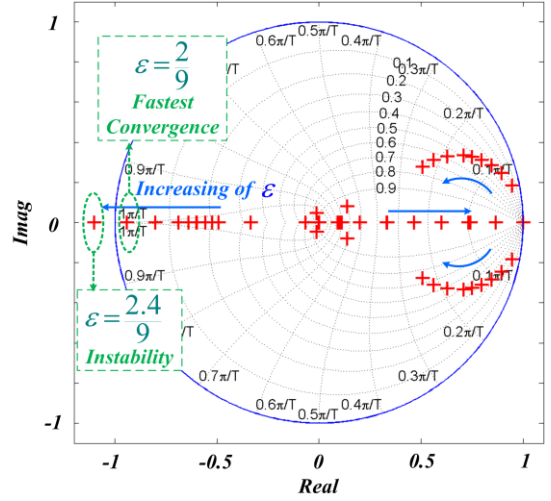 1
0
-1
Imag
-1
-0.5
0
0.5
1
Real
0.5π/T
0.6π/T
0.4π/T
0.3π/T
0.2π/T
0.1π/T
0.9π/T
1π/T
1π/T
0.9π/T
0.7π/T
0.6π/T
0.5π/T
0.4π/T
0.3π/T
0.2π/T
0.1π/T
0.1
0.2
0.3
0.4
0.5
0.6
0.7
0.8
0.9
ε = 2/9
Fastest
Convergence
Increasing of ε
ε = 2.4/9
Instability